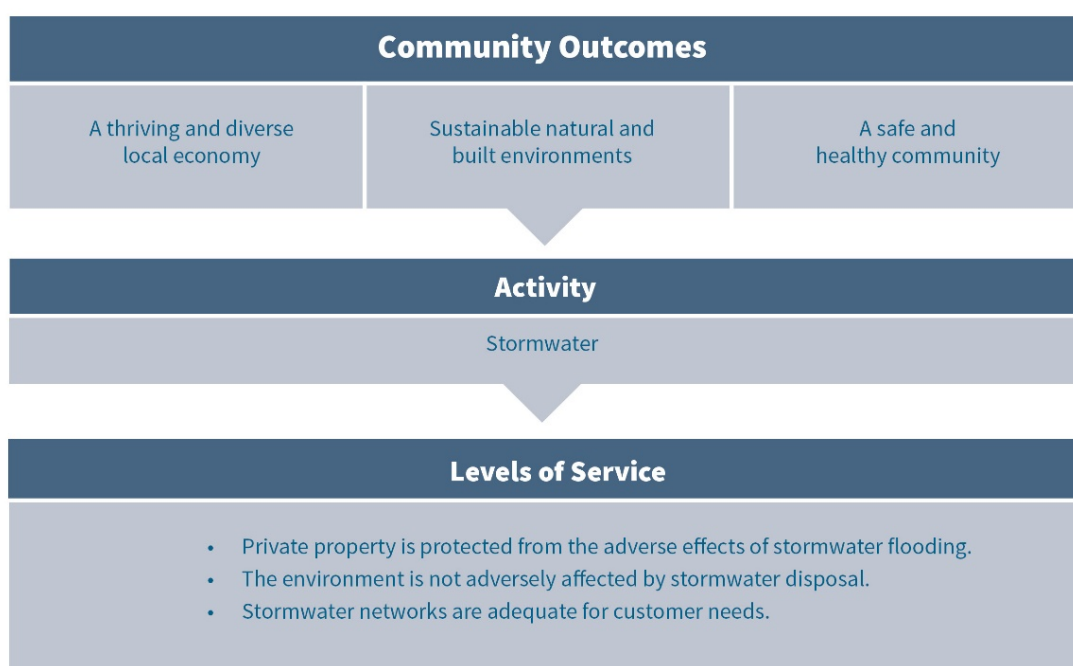 Community Outcomes
A thriving and diverse
local economy
Sustainable natural and
built environments
A safe and
healthy community
Activity
Stormwater
Levels of Service
• Private property is protected from the adverse effects of stormwater flooding.
• The environment is not adversely affected by stormwater disposal.
• Stormwater networks are adequate for customer needs.